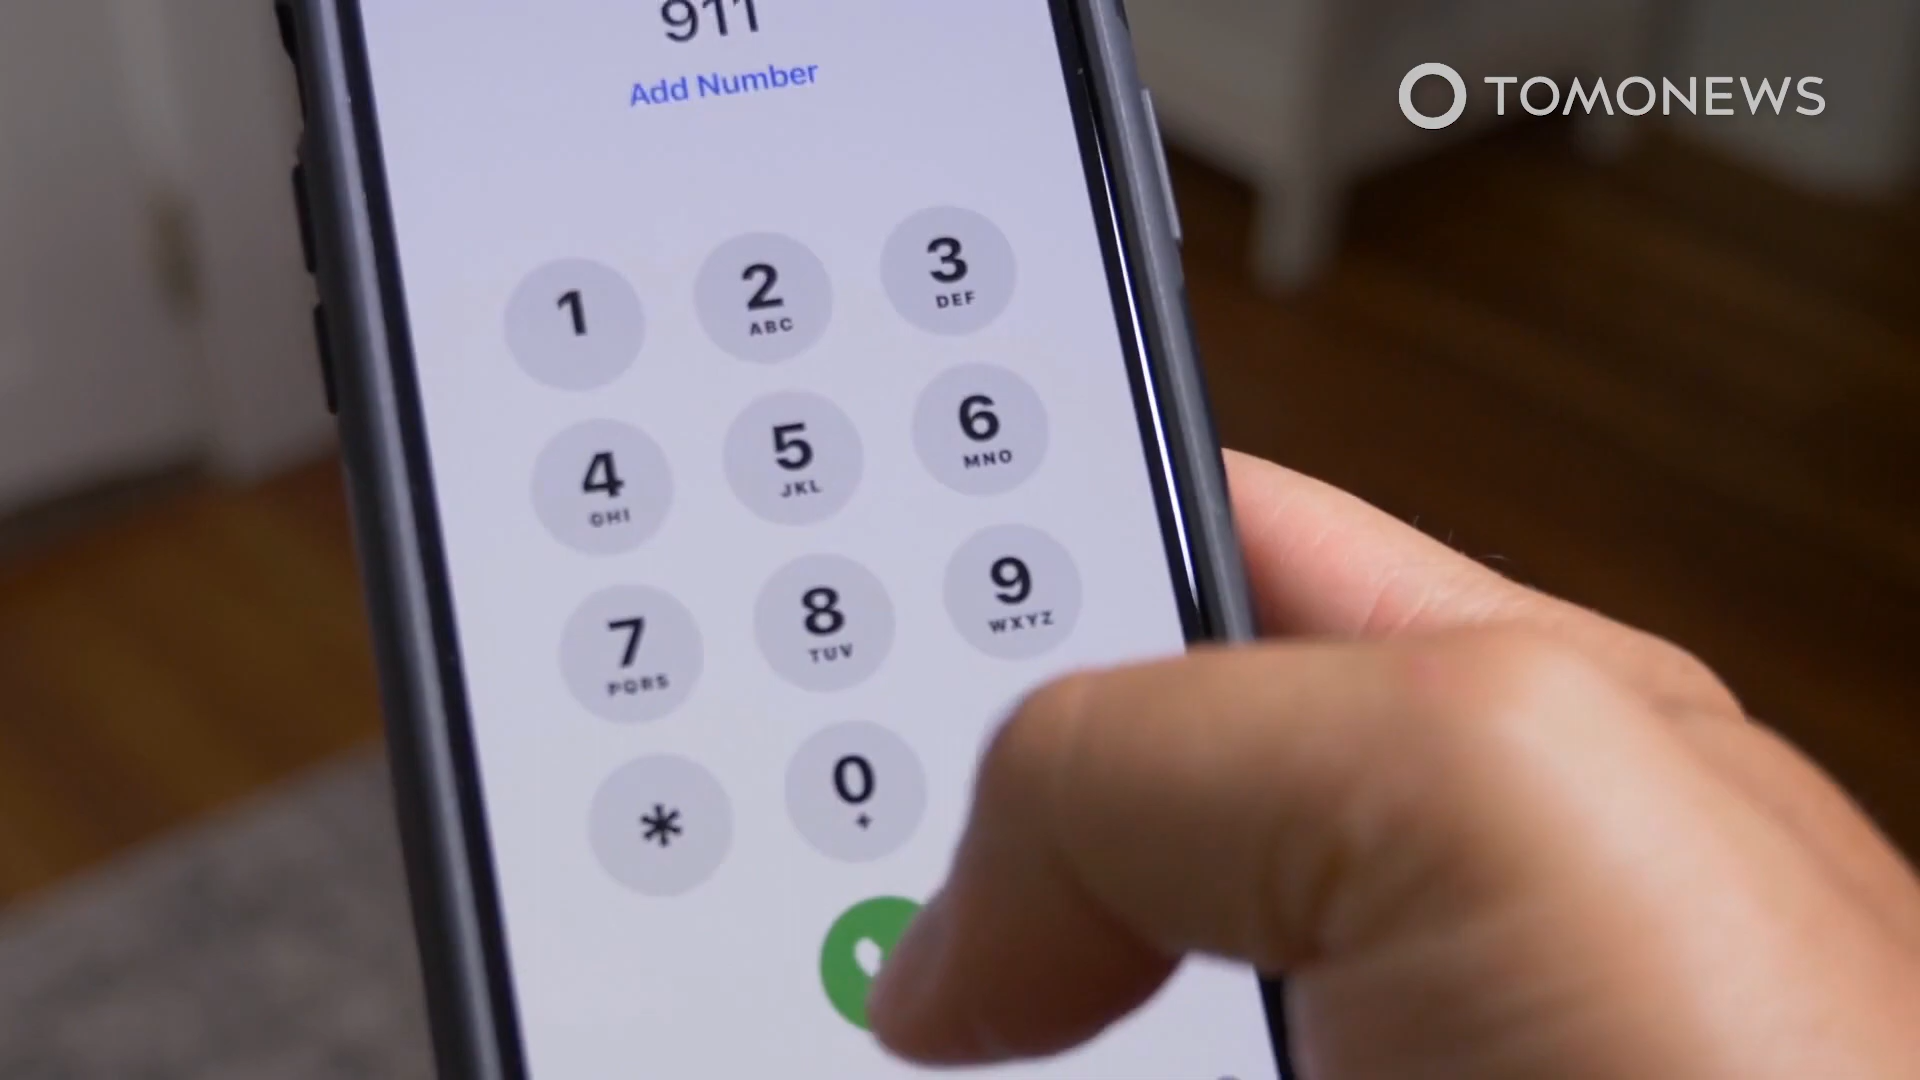 911
TOMONEWS
Add Number
1
2
ABC
3
DEF
4
GHI
5
JKL
6
MNO
7
PQRS
8
TUV
9
WXYZ
*
0
+